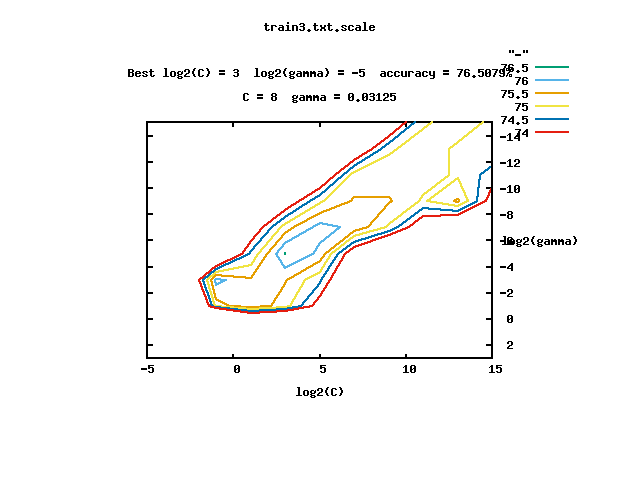 train3.txt.scale
"-"
Best log2(C) = 3  log2(gamma) = -5  accuracy = 76.5079%
76.5
76
75.5
75
74.5
74
C = 8  gamma = 0.03125
-14
-12
-10
-8
-6
log2(gamma)
-4
-2
0
2
-5 0 5 10 15
log2(C)